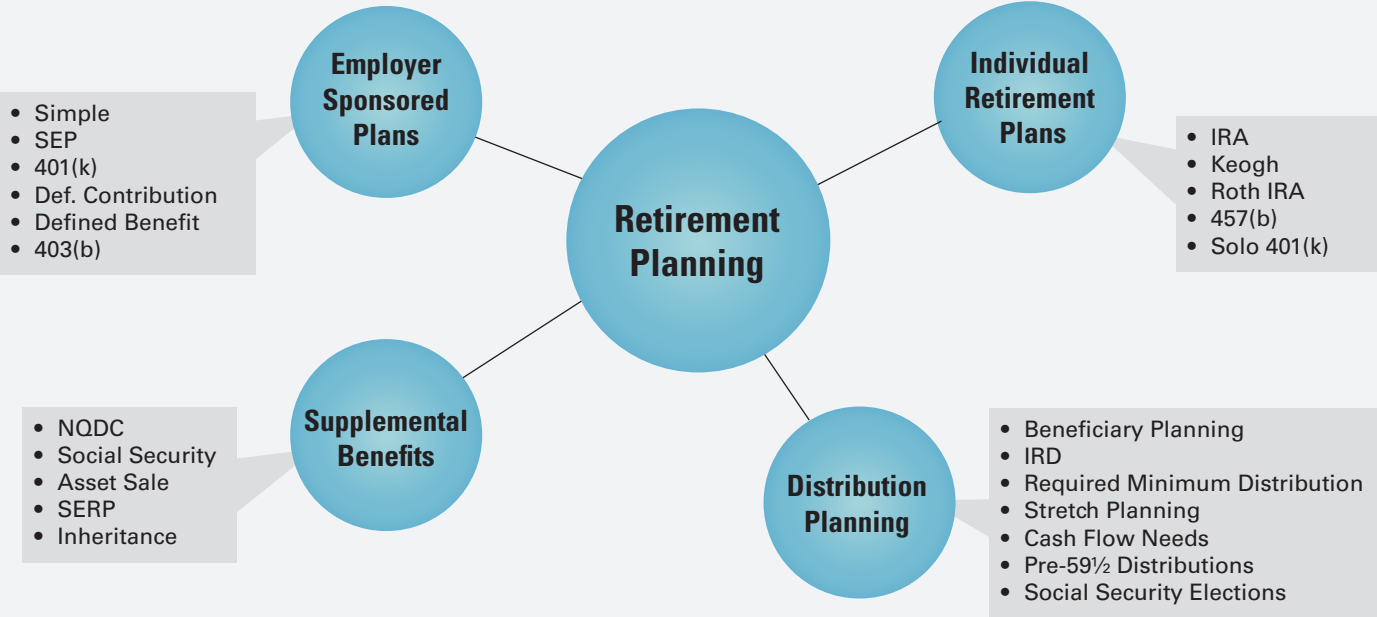 Employer
Sponsored
Plans
• Simple
• SEP
• 401(k)
• Def. Contribution
• Defined Benefit
• 403(b)
Individual
Retirement
Plans
• IRA
• Keogh
• Roth IRA
• 457(b)
• Solo 401(k)
Retirement
Planning
Supplemental
Benefits
• NQDC
• Social Security
• Asset Sale
• SERP
• Inheritance
Distribution
Planning
• Beneficiary Planning
• IRD
• Required Minimum Distribution
• Stretch Planning
• Cash Flow Needs
• Pre-59½ Distributions
• Social Security Elections